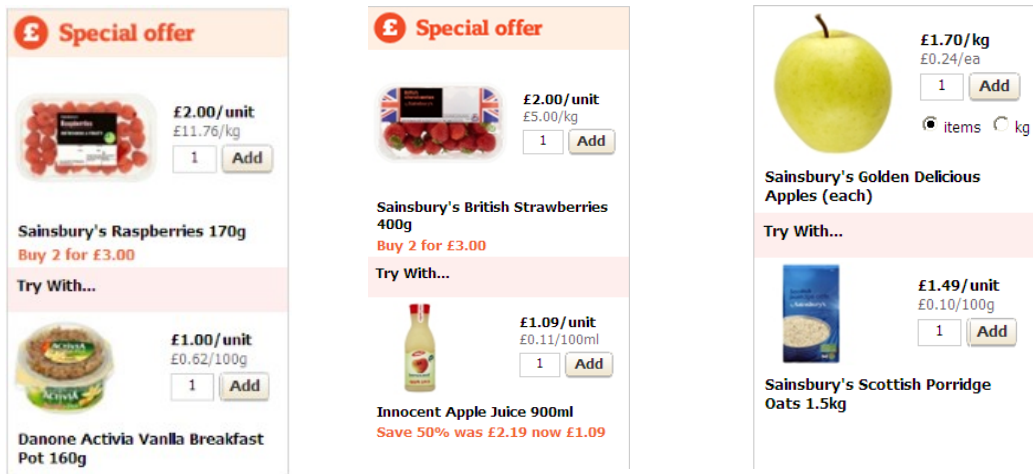 £ Special offer
£2.00/unit
£11.76/kg
1 Add
Raspberries
Sainsbury's Raspberries 170g
Buy 2 for £3.00
Try With...
£1.00/unit
£0.62/100g
1 Add
ACTIVIA
ACTIVIA
Danone Activia Vanlla Breakfast
Pot 160g
£ Special offer
£2.00/unit
£5.00/kg
1 Add
Sainsbury's British Strawberries
400g
Buy 2 for £3.00
Try With...
£1.09/unit
£0.11/100ml
1 Add
Innocent Apple Juice 900ml
Save 50% was £2.19 now £1.09
£1.70/kg
£0.24/ea
1 Add
items kg
Sainsbury's Golden Delicious
Apples (each)
Try With...
£1.49/unit
£0.10/100g
1 Add
Sainsbury's Scottish Porridge
Oats 1.5kg